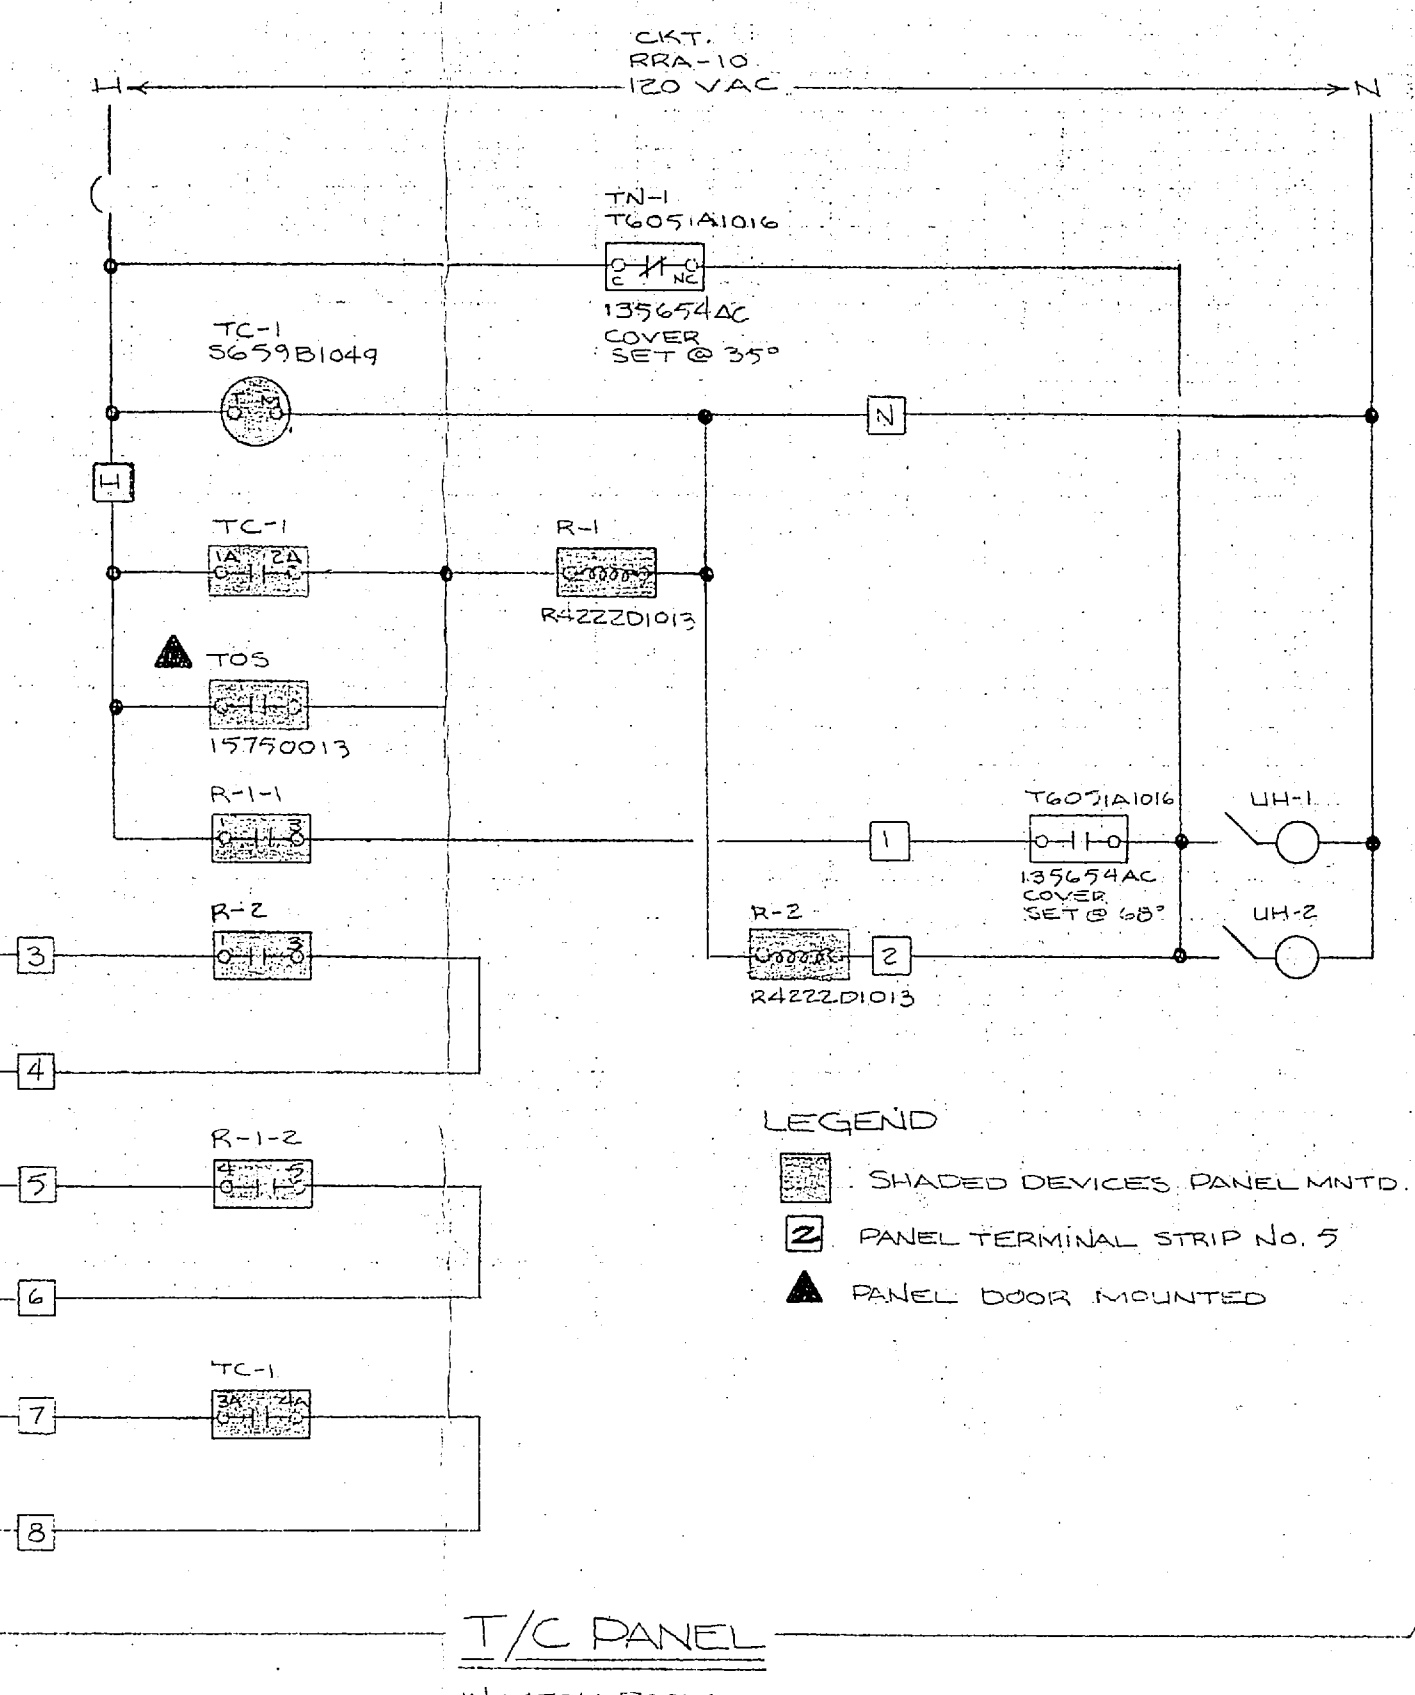 CKT.
RRA-10
H 120 VAC N
TN-1
T6051A1016
C NC
135654AC
COVER
SET @ 35°
TC-1
S659B1049
T M
N
H
TC-1
1A 2A
R-1
R4222D1013
TOS
15750013
R-1-1
1 3
1
T6051A1016
135654AC
COVER
SET @ 68°
UH-1
R-2
1 3
3
R-2
2
R4222D1013
UH-2
4
LEGEND
SHADED DEVICES PANEL MNTD.
2 PANEL TERMINAL STRIP NO. 5
PANEL DOOR MOUNTED
R-1-2
4 5
5
6
TC-1
3A 4A
7
8
T/C PANEL